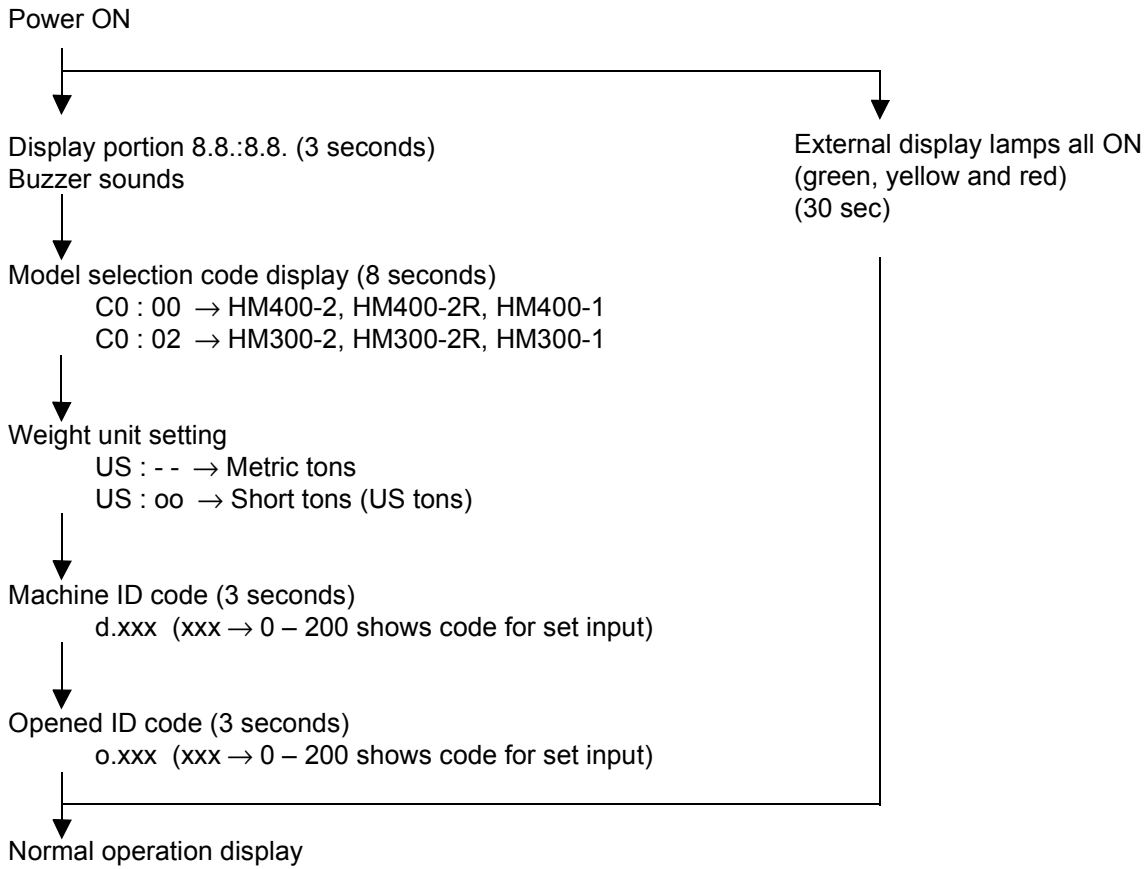 Power ON
Display portion 8.8.:8.8. (3 seconds)
Buzzer sounds
External display lamps all ON
(green, yellow and red)
(30 sec)
Model selection code display (8 seconds)
C0 : 00 → HM400-2, HM400-2R, HM400-1
C0 : 02 → HM300-2, HM300-2R, HM300-1
Weight unit setting
US : - - → Metric tons
US : oo → Short tons (US tons)
Machine ID code (3 seconds)
d.xxx (xxx → 0 – 200 shows code for set input)
Opened ID code (3 seconds)
o.xxx (xxx → 0 – 200 shows code for set input)
Normal operation display